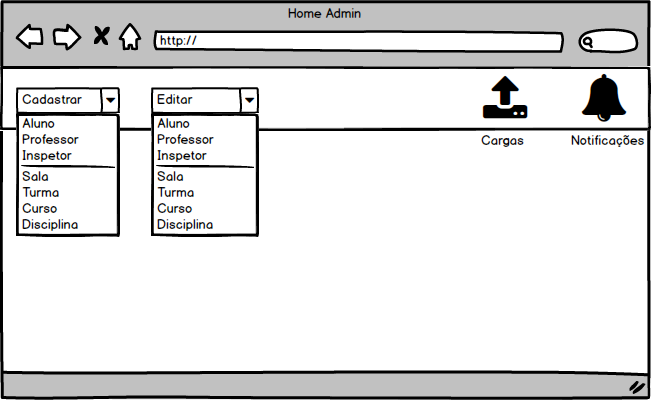 Home Admin
http://
Cadastrar
Aluno
Professor
Inspetor
Sala
Turma
Curso
Disciplina
Editar
Aluno
Professor
Inspetor
Sala
Turma
Curso
Disciplina
Cargas
Notificações